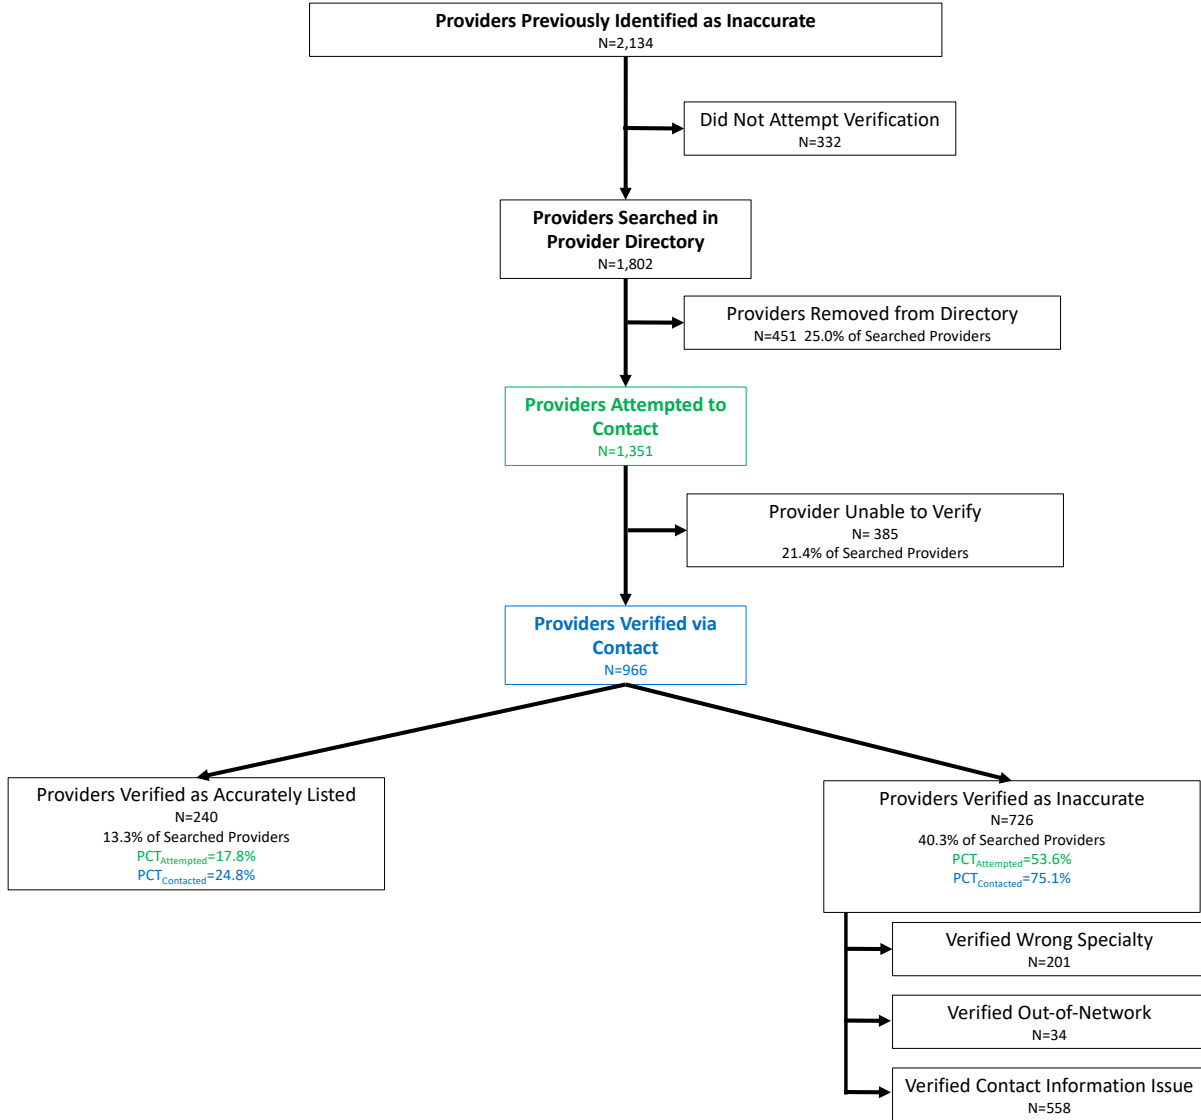 Providers Previously Identified as Inaccurate
N=2,134
Did Not Attempt Verification
N=332
Providers Searched in
Provider Directory
N=1,802
Providers Removed from Directory
N=451 25.0% of Searched Providers
Providers Attempted to
Contact
N=1,351
Provider Unable to Verify
N= 385
21.4% of Searched Providers
Providers Verified via
Contact
N=966
Providers Verified as Accurately Listed
N=240
13.3% of Searched Providers
PCTAttempted=17.8%
PCTContacted=24.8%
Providers Verified as Inaccurate
N=726
40.3% of Searched Providers
PCTAttempted=53.6%
PCTContacted=75.1%
Verified Wrong Specialty
N=201
Verified Out-of-Network
N=34
Verified Contact Information Issue
N=558